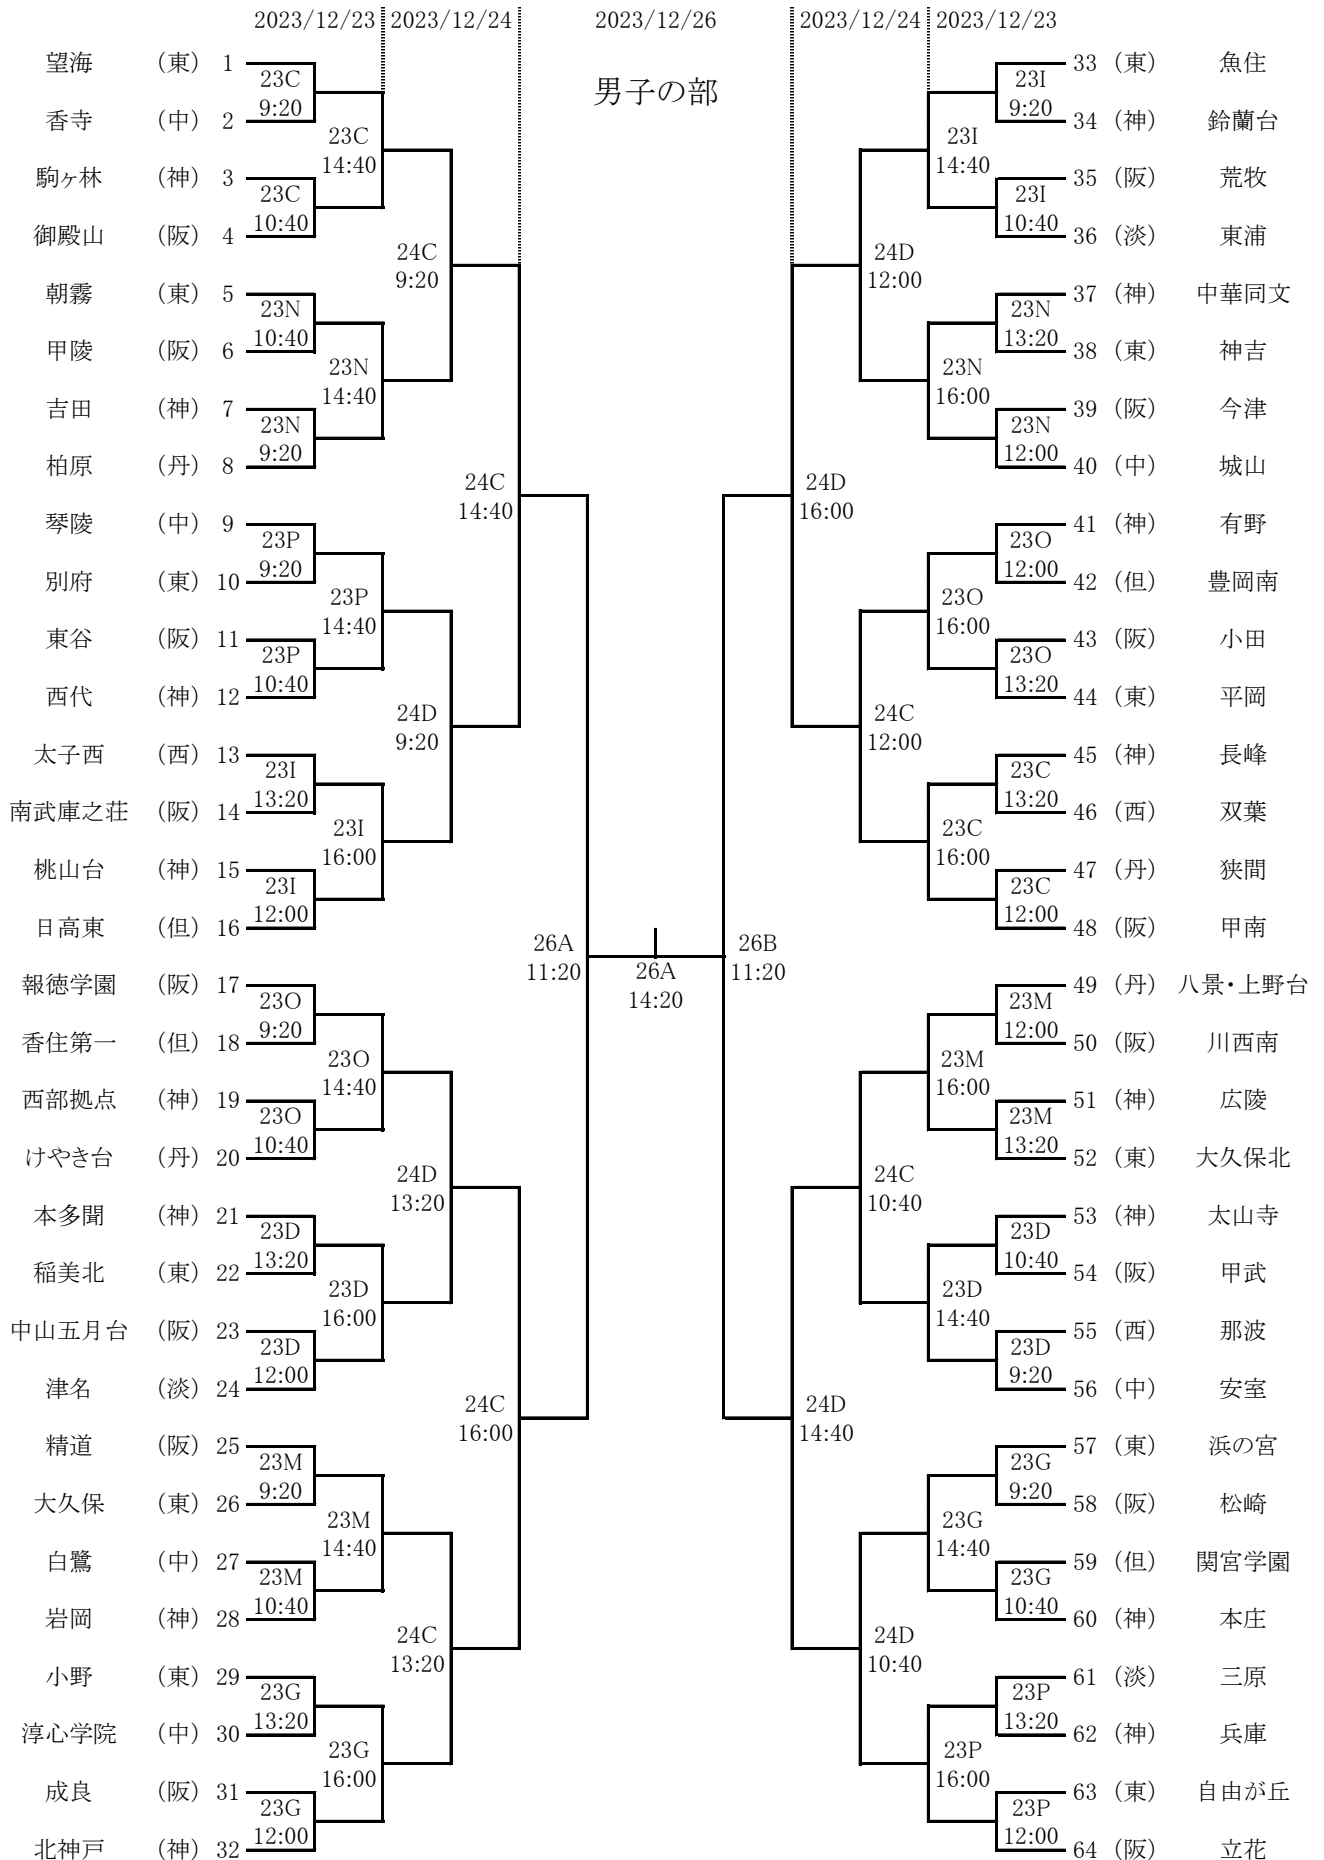 2023/12/23 2023/12/24 2023/12/26 2023/12/24 2023/12/23
男子の部
望海 (東) 1
23C
9:20
香寺 (中) 2
23C
14:40
駒ヶ林 (神) 3
23C
10:40
御殿山 (阪) 4
24C
9:20
朝霧 (東) 5
23N
10:40
甲陵 (阪) 6
23N
14:40
吉田 (神) 7
23N
9:20
柏原 (丹) 8
24C
14:40
琴陵 (中) 9
23P
9:20
別府 (東) 10
23P
14:40
東谷 (阪) 11
23P
10:40
西代 (神) 12
24D
9:20
太子西 (西) 13
23I
13:20
南武庫之荘 (阪) 14
23I
16:00
桃山台 (神) 15
23I
12:00
日高東 (但) 16
26A
11:20
報徳学園 (阪) 17
23O
9:20
香住第一 (但) 18
23O
14:40
西部拠点 (神) 19
23O
10:40
けやき台 (丹) 20
24D
13:20
本多聞 (神) 21
23D
13:20
稲美北 (東) 22
23D
16:00
中山五月台 (阪) 23
23D
12:00
津名 (淡) 24
24C
16:00
精道 (阪) 25
23M
9:20
大久保 (東) 26
23M
14:40
白鷺 (中) 27
23M
10:40
岩岡 (神) 28
24C
13:20
小野 (東) 29
23G
13:20
淳心学院 (中) 30
23G
16:00
成良 (阪) 31
23G
12:00
北神戸 (神) 32
26A
14:20
33 (東) 魚住
23I
9:20
34 (神) 鈴蘭台
23I
14:40
35 (阪) 荒牧
23I
10:40
36 (淡) 東浦
24D
12:00
37 (神) 中華同文
23N
13:20
38 (東) 神吉
23N
16:00
39 (阪) 今津
23N
12:00
40 (中) 城山
24D
16:00
41 (神) 有野
23O
12:00
42 (但) 豊岡南
23O
16:00
43 (阪) 小田
23O
13:20
44 (東) 平岡
24C
12:00
45 (神) 長峰
23C
13:20
46 (西) 双葉
23C
16:00
47 (丹) 狭間
23C
12:00
48 (阪) 甲南
26B
11:20
49 (丹) 八景・上野台
23M
12:00
50 (阪) 川西南
23M
16:00
51 (神) 広陵
23M
13:20
52 (東) 大久保北
24C
10:40
53 (神) 太山寺
23D
10:40
54 (阪) 甲武
23D
14:40
55 (西) 那波
23D
9:20
56 (中) 安室
24D
14:40
57 (東) 浜の宮
23G
9:20
58 (阪) 松崎
23G
14:40
59 (但) 関宮学園
23G
10:40
60 (神) 本庄
24D
10:40
61 (淡) 三原
23P
13:20
62 (神) 兵庫
23P
16:00
63 (東) 自由が丘
23P
12:00
64 (阪) 立花